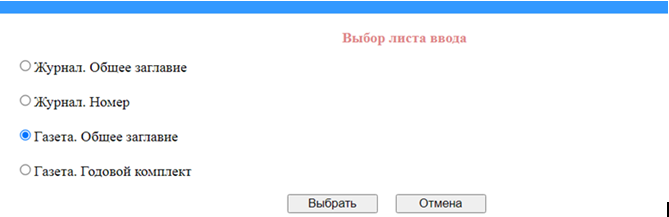 Выбор листа ввода
Журнал. Общее заглавие
Журнал. Номер
Газета. Общее заглавие
Газета. Годовой комплект
Выбрать Отмена